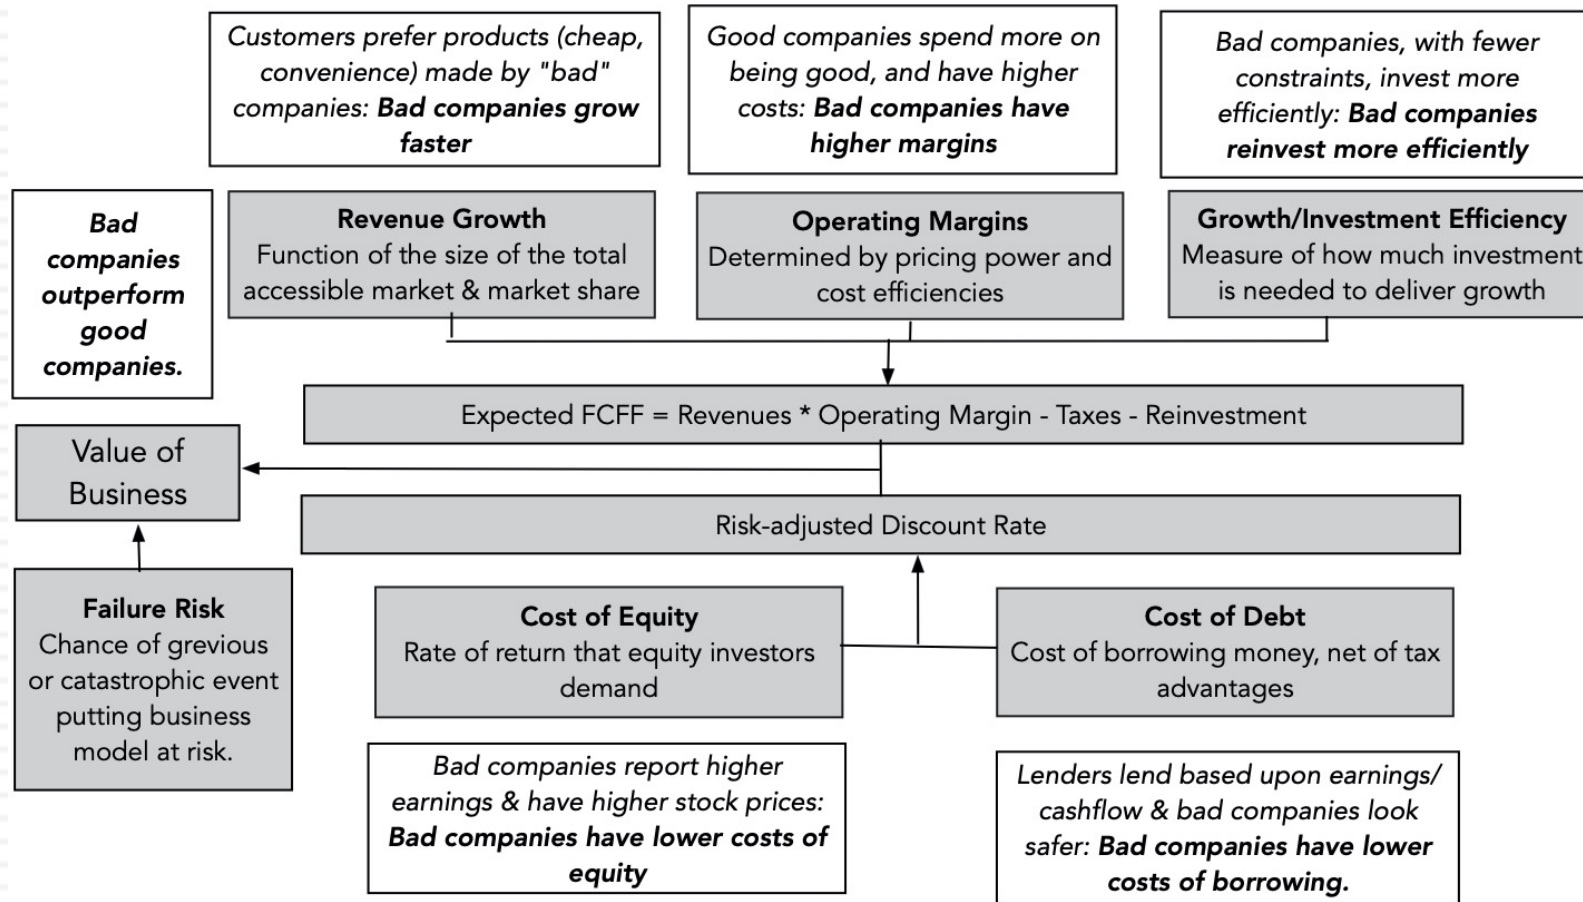 Customers prefer products (cheap,
convenience) made by "bad"
companies: Bad companies grow
faster
Good companies spend more on
being good, and have higher
costs: Bad companies have
higher margins
Bad companies, with fewer
constraints, invest more
efficiently: Bad companies
reinvest more efficiently
Bad
companies
outperform
good
companies.
Revenue Growth
Function of the size of the total
accessible market & market share
Operating Margins
Determined by pricing power and
cost efficiencies
Growth/Investment Efficiency
Measure of how much investment
is needed to deliver growth
Expected FCFF = Revenues * Operating Margin - Taxes - Reinvestment
Value of
Business
Risk-adjusted Discount Rate
Failure Risk
Chance of grevious
or catastrophic event
putting business
model at risk.
Cost of Equity
Rate of return that equity investors
demand
Cost of Debt
Cost of borrowing money, net of tax
advantages
Bad companies report higher
earnings & have higher stock prices:
Bad companies have lower costs of
equity
Lenders lend based upon earnings/
cashflow & bad companies look
safer: Bad companies have lower
costs of borrowing.